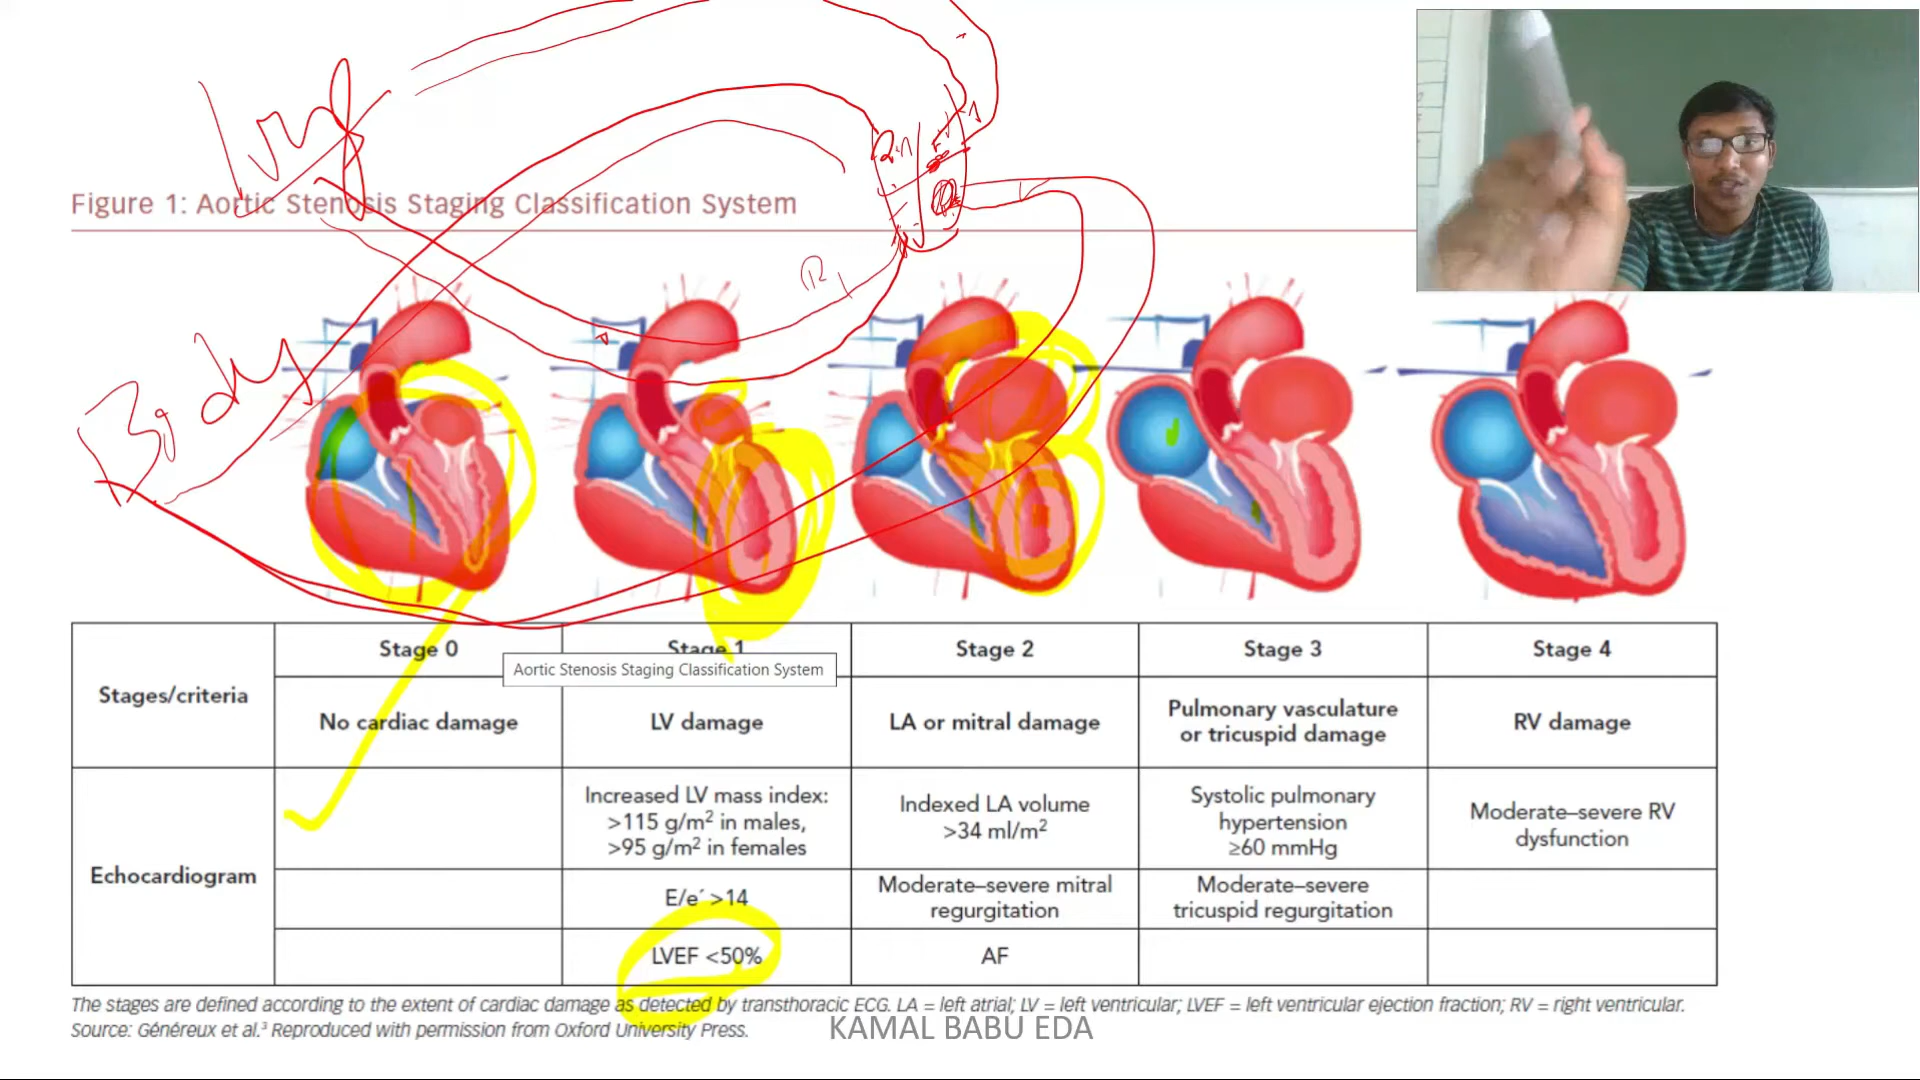 Lung
Figure 1: Aortic Stenosis Staging Classification System
Body
Stages/criteria
Stage 0
Stage 1
Stage 2
Stage 3
Stage 4
Aortic Stenosis Staging Classification System
No cardiac damage
LV damage
LA or mitral damage
Pulmonary vasculature
or tricuspid damage
RV damage
Echocardiogram
Increased LV mass index:
>115 g/m² in males,
>95 g/m² in females
Indexed LA volume
>34 ml/m²
Systolic pulmonary
hypertension
≥60 mmHg
Moderate–severe RV
dysfunction
E/e´ >14
Moderate–severe mitral
regurgitation
Moderate–severe
tricuspid regurgitation
LVEF <50%
AF
The stages are defined according to the extent of cardiac damage as detected by transthoracic ECG. LA = left atrial; LV = left ventricular; LVEF = left ventricular ejection fraction; RV = right ventricular.
Source: Généreux et al.³ Reproduced with permission from Oxford University Press.
KAMAL BABU EDA